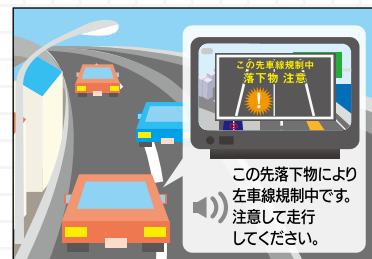 この先車線規制中
落下物 注意
この先落下物により
左車線規制中です。
注意して走行
してください。